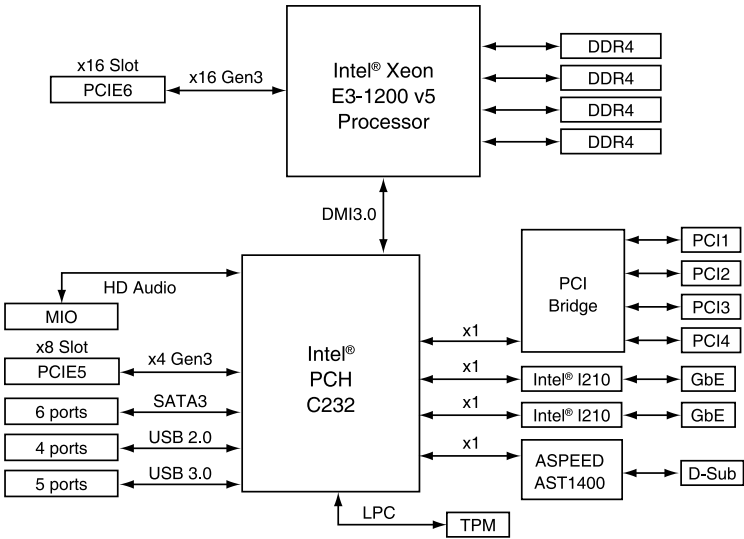 x16 Slot
PCIE6
x16 Gen3
Intel® Xeon
E3-1200 v5
Processor
DDR4
DDR4
DDR4
DDR4
DMI3.0
HD Audio
MIO
x8 Slot
PCIE5
x4 Gen3
6 ports
SATA3
4 ports
USB 2.0
5 ports
USB 3.0
Intel®
PCH
C232
x1
x1
x1
x1
PCI
Bridge
PCI1
PCI2
PCI3
PCI4
Intel® I210
GbE
Intel® I210
GbE
ASPEED
AST1400
D-Sub
LPC
TPM